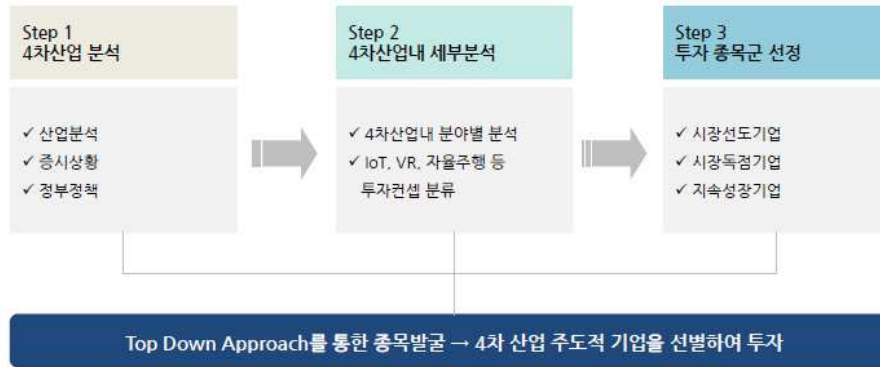 Step 1
4차산업 분석
✓ 산업분석
✓ 증시상황
✓ 정부정책
Step 2
4차산업내 세부분석
✓ 4차산업내 분야별 분석
✓ IoT, VR, 자율주행 등
투자컨셉 분류
Step 3
투자 종목군 선정
✓ 시장선도기업
✓ 시장독점기업
✓ 지속성장기업
Top Down Approach를 통한 종목발굴 → 4차 산업 주도적 기업을 선별하여 투자